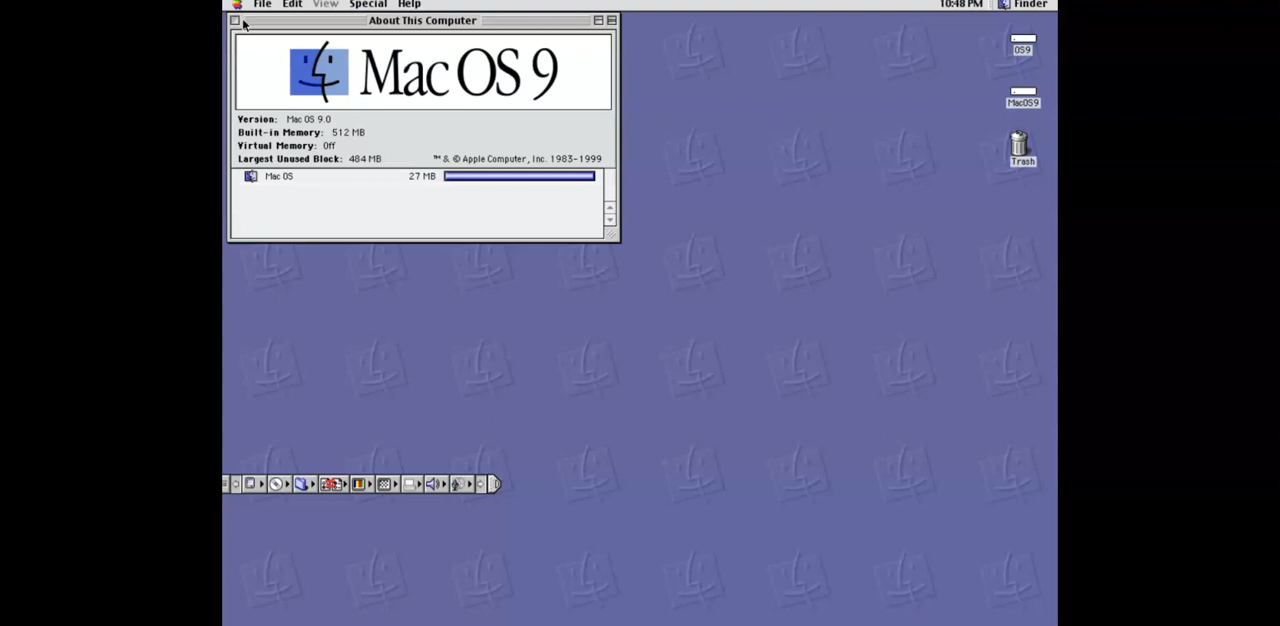 File Edit View Special Help 10:48 PM Finder
About This Computer
Mac OS 9
Version: Mac OS 9.0
Built-in Memory: 512 MB
Virtual Memory: Off
Largest Unused Block: 484 MB ™ & © Apple Computer, Inc. 1983-1999
Mac OS 27 MB
OS9
MacOS9
Trash